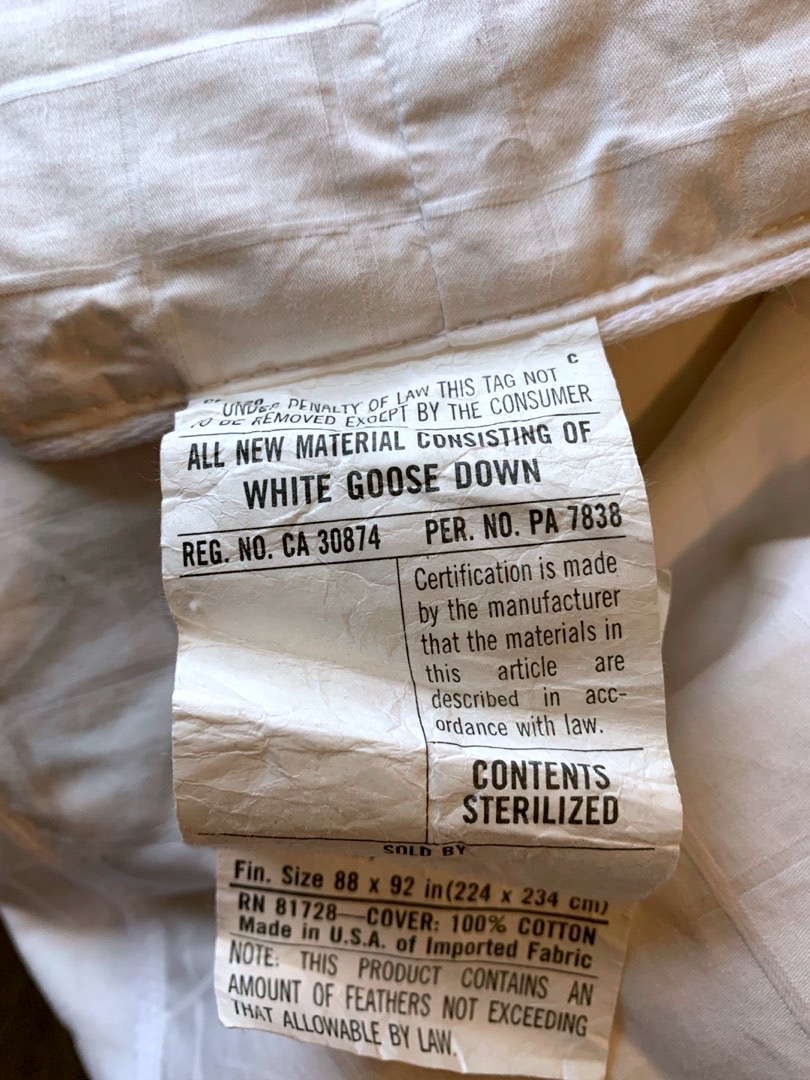 C
UNDER PENALTY OF LAW THIS TAG NOT
TO BE REMOVED EXCEPT BY THE CONSUMER
ALL NEW MATERIAL CONSISTING OF
WHITE GOOSE DOWN
REG. NO. CA 30874 PER. NO. PA 7838
Certification is made
by the manufacturer
that the materials in
this article are
described in acc-
ordance with law.
CONTENTS
STERILIZED
SOLD BY
Fin. Size 88 x 92 in(224 x 234 cm)
RN 81728—COVER: 100% COTTON
Made in U.S.A. of Imported Fabric
NOTE: THIS PRODUCT CONTAINS AN
AMOUNT OF FEATHERS NOT EXCEEDING
THAT ALLOWABLE BY LAW.